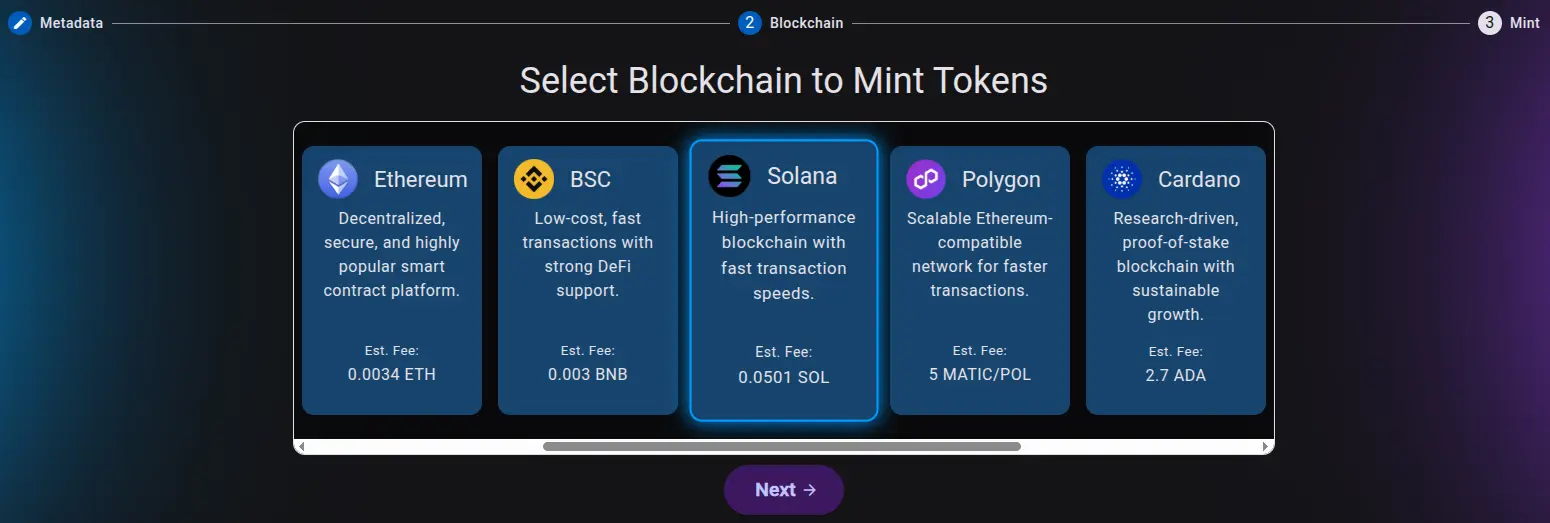 Metadata
2 Blockchain
3 Mint
Select Blockchain to Mint Tokens
Ethereum
Decentralized,
secure, and highly
popular smart
contract platform.
Est. Fee:
0.0034 ETH
BSC
Low-cost, fast
transactions with
strong DeFi
support.
Est. Fee:
0.003 BNB
Solana
High-performance
blockchain with
fast transaction
speeds.
Est. Fee:
0.0501 SOL
Polygon
Scalable Ethereum-
compatible
network for faster
transactions.
Est. Fee:
5 MATIC/POL
Cardano
Research-driven,
proof-of-stake
blockchain with
sustainable
growth.
Est. Fee:
2.7 ADA
Next →